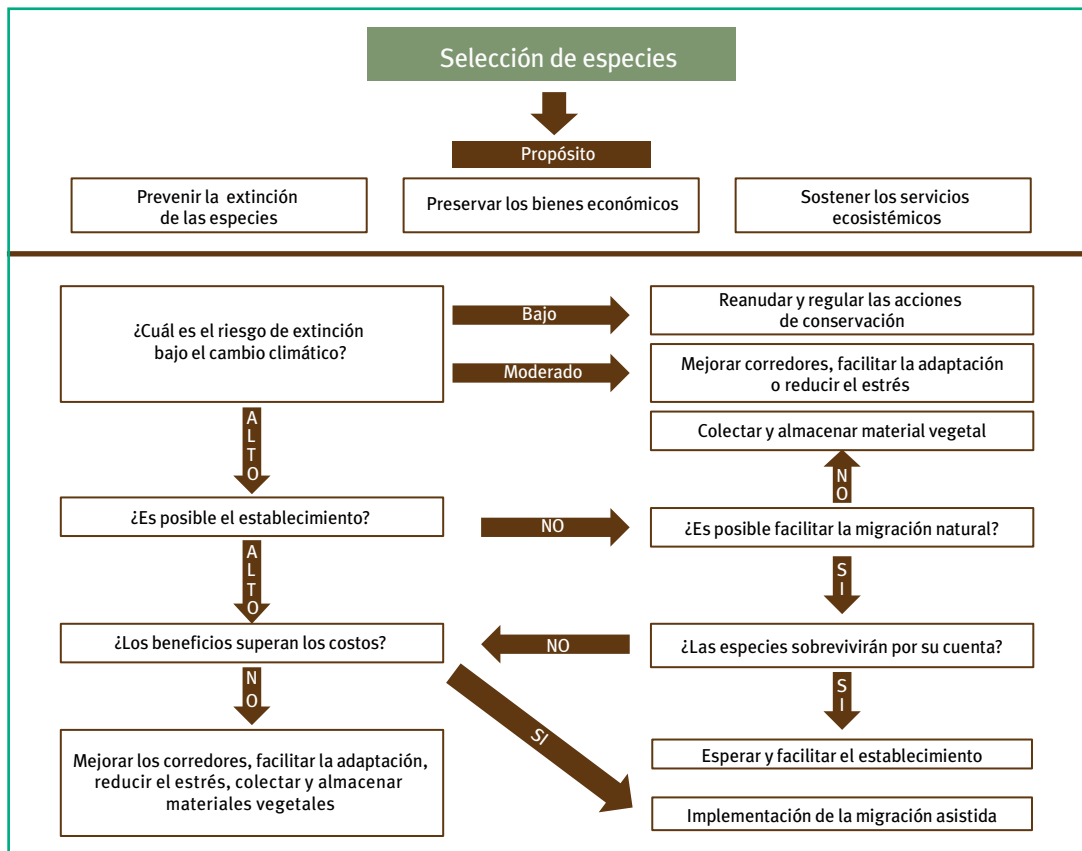 Selección de especies
Propósito
Prevenir la extinción
de las especies
Preservar los bienes económicos
Sostener los servicios
ecosistémicos
¿Cuál es el riesgo de extinción
bajo el cambio climático?
Bajo
Reanudar y regular las acciones
de conservación
Moderado
Mejorar corredores, facilitar la adaptación
o reducir el estrés
ALTO
Colectar y almacenar material vegetal
NO
¿Es posible el establecimiento?
NO
¿Es posible facilitar la migración natural?
ALTO
SI
¿Los beneficios superan los costos?
NO
¿Las especies sobrevivirán por su cuenta?
NO
SI
SI
Mejorar los corredores, facilitar la adaptación,
reducir el estrés, colectar y almacenar
materiales vegetales
Esperar y facilitar el establecimiento
Implementación de la migración asistida